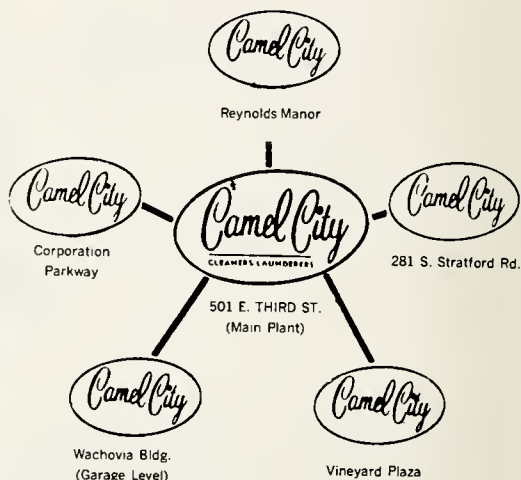 Camel City
Reynolds Manor
Camel City
Corporation
Parkway
Camel City
CLEANERS LAUNDERERS
501 E. THIRD ST.
(Main Plant)
Camel City
281 S. Stratford Rd.
Camel City
Wachovia Bldg.
(Garage Level)
Camel City
Vineyard Plaza